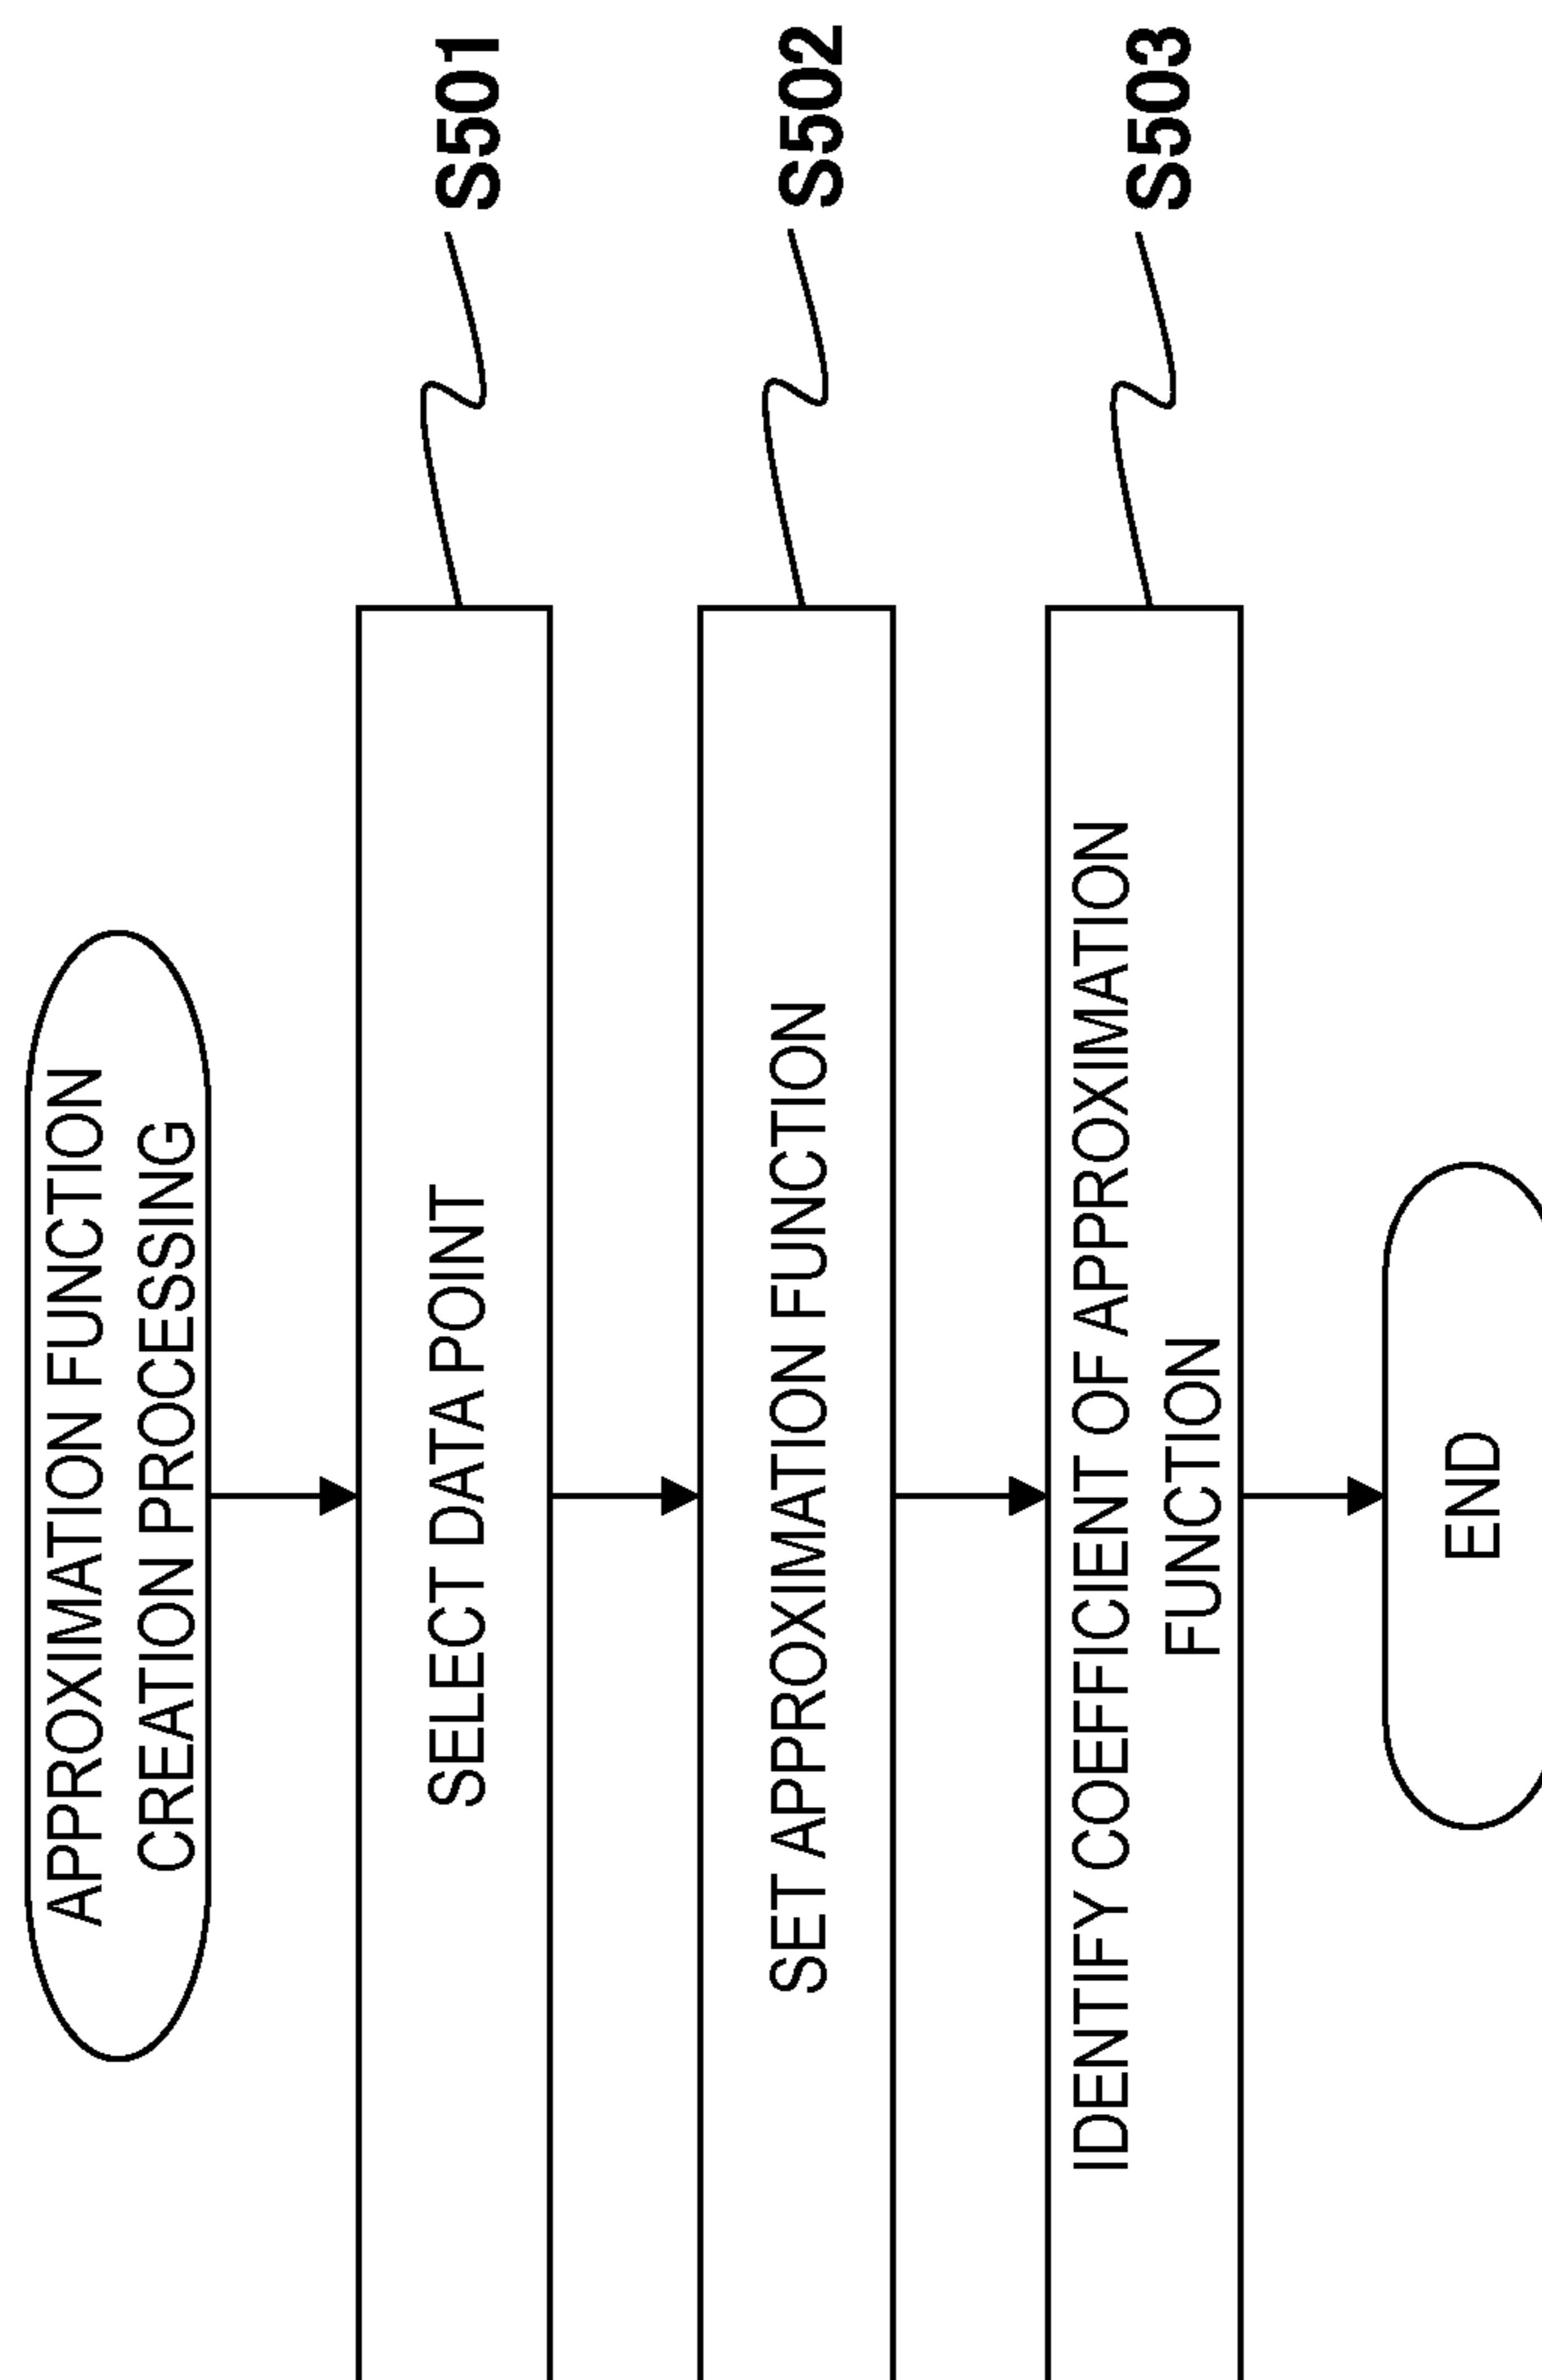 APPROXIMATION FUNCTION
CREATION PROCESSING
SELECT DATA POINT
S501
SET APPROXIMATION FUNCTION
S502
IDENTIFY COEFFICIENT OF APPROXIMATION
FUNCTION
S503
END